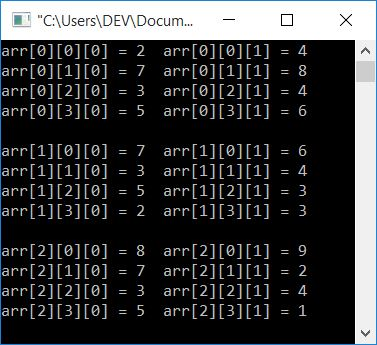 "C:\Users\DEV\Docum...
arr[0][0][0] = 2  arr[0][0][1] = 4
arr[0][1][0] = 7  arr[0][1][1] = 8
arr[0][2][0] = 3  arr[0][2][1] = 4
arr[0][3][0] = 5  arr[0][3][1] = 6
arr[1][0][0] = 7  arr[1][0][1] = 6
arr[1][1][0] = 3  arr[1][1][1] = 4
arr[1][2][0] = 5  arr[1][2][1] = 3
arr[1][3][0] = 2  arr[1][3][1] = 3
arr[2][0][0] = 8  arr[2][0][1] = 9
arr[2][1][0] = 7  arr[2][1][1] = 2
arr[2][2][0] = 3  arr[2][2][1] = 4
arr[2][3][0] = 5  arr[2][3][1] = 1